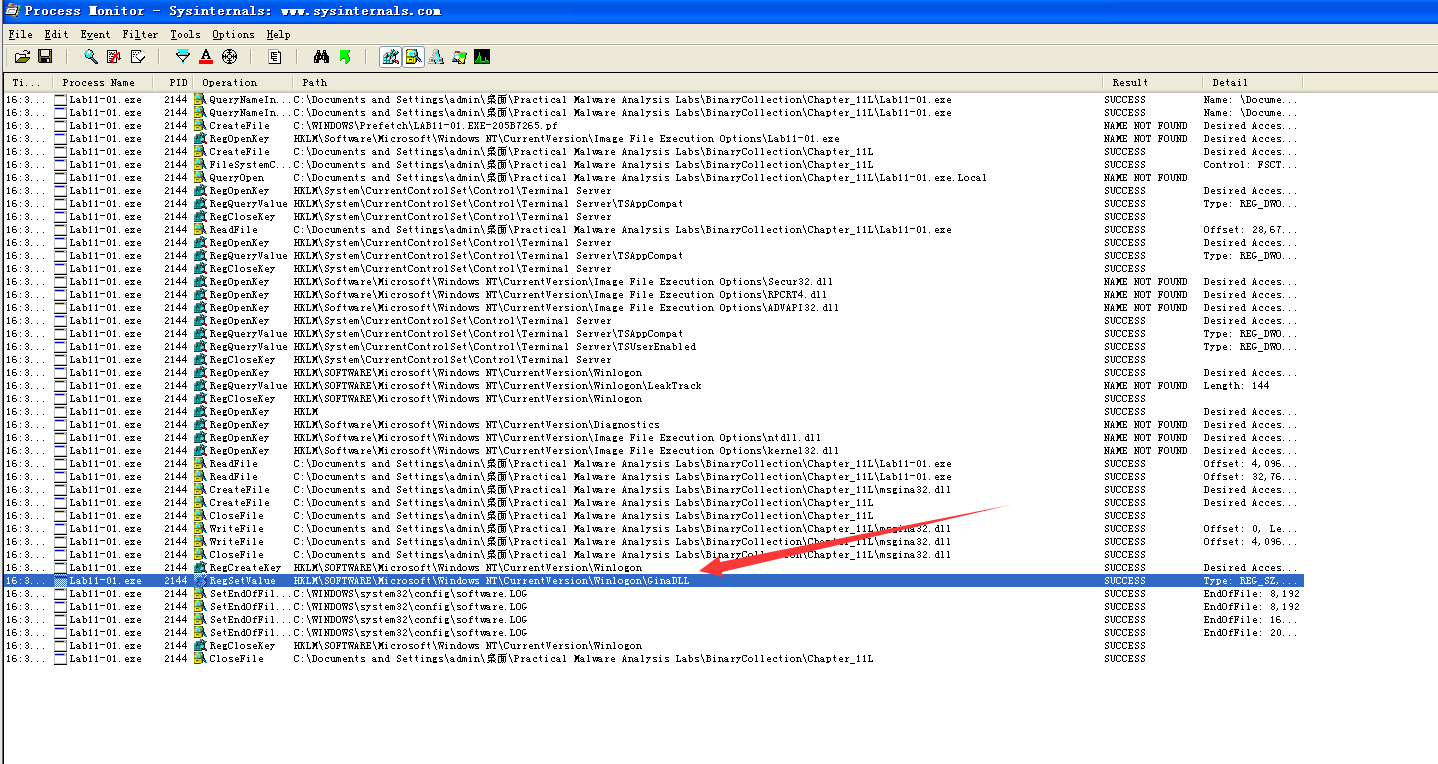 Process Monitor - Sysinternals: www.sysinternals.com
File Edit Event Filter Tools Options Help
Ti... Process Name PID Operation Path Result Detail
16:3... Lab11-01.exe 2144 QueryNameIn... C:\Documents and Settings\admin\桌面\Practical Malware Analysis Labs\BinaryCollection\Chapter_11L\Lab11-01.exe SUCCESS Name: \Docume...
16:3... Lab11-01.exe 2144 QueryNameIn... C:\Documents and Settings\admin\桌面\Practical Malware Analysis Labs\BinaryCollection\Chapter_11L\Lab11-01.exe SUCCESS Name: \Docume...
16:3... Lab11-01.exe 2144 CreateFile C:\WINDOWS\Prefetch\LAB11-01.EXE-205B7265.pf NAME NOT FOUND Desired Acces...
16:3... Lab11-01.exe 2144 RegOpenKey HKLM\Software\Microsoft\Windows NT\CurrentVersion\Image File Execution Options\Lab11-01.exe NAME NOT FOUND Desired Acces...
16:3... Lab11-01.exe 2144 CreateFile C:\Documents and Settings\admin\桌面\Practical Malware Analysis Labs\BinaryCollection\Chapter_11L SUCCESS Desired Acces...
16:3... Lab11-01.exe 2144 FileSystemC... C:\Documents and Settings\admin\桌面\Practical Malware Analysis Labs\BinaryCollection\Chapter_11L SUCCESS Control: FSCT...
16:3... Lab11-01.exe 2144 QueryOpen C:\Documents and Settings\admin\桌面\Practical Malware Analysis Labs\BinaryCollection\Chapter_11L\Lab11-01.exe.Local NAME NOT FOUND
16:3... Lab11-01.exe 2144 RegOpenKey HKLM\System\CurrentControlSet\Control\Terminal Server SUCCESS Desired Acces...
16:3... Lab11-01.exe 2144 RegQueryValue HKLM\System\CurrentControlSet\Control\Terminal Server\TSAppCompat SUCCESS Type: REG_DWO...
16:3... Lab11-01.exe 2144 RegCloseKey HKLM\System\CurrentControlSet\Control\Terminal Server SUCCESS
16:3... Lab11-01.exe 2144 ReadFile C:\Documents and Settings\admin\桌面\Practical Malware Analysis Labs\BinaryCollection\Chapter_11L\Lab11-01.exe SUCCESS Offset: 28,67...
16:3... Lab11-01.exe 2144 RegOpenKey HKLM\System\CurrentControlSet\Control\Terminal Server SUCCESS Desired Acces...
16:3... Lab11-01.exe 2144 RegQueryValue HKLM\System\CurrentControlSet\Control\Terminal Server\TSAppCompat SUCCESS Type: REG_DWO...
16:3... Lab11-01.exe 2144 RegCloseKey HKLM\System\CurrentControlSet\Control\Terminal Server SUCCESS
16:3... Lab11-01.exe 2144 RegOpenKey HKLM\Software\Microsoft\Windows NT\CurrentVersion\Image File Execution Options\Secur32.dll NAME NOT FOUND Desired Acces...
16:3... Lab11-01.exe 2144 RegOpenKey HKLM\Software\Microsoft\Windows NT\CurrentVersion\Image File Execution Options\RPCRT4.dll NAME NOT FOUND Desired Acces...
16:3... Lab11-01.exe 2144 RegOpenKey HKLM\Software\Microsoft\Windows NT\CurrentVersion\Image File Execution Options\ADVAPI32.dll NAME NOT FOUND Desired Acces...
16:3... Lab11-01.exe 2144 RegOpenKey HKLM\System\CurrentControlSet\Control\Terminal Server SUCCESS Desired Acces...
16:3... Lab11-01.exe 2144 RegQueryValue HKLM\System\CurrentControlSet\Control\Terminal Server\TSAppCompat SUCCESS Type: REG_DWO...
16:3... Lab11-01.exe 2144 RegQueryValue HKLM\System\CurrentControlSet\Control\Terminal Server\TSUserEnabled SUCCESS Type: REG_DWO...
16:3... Lab11-01.exe 2144 RegCloseKey HKLM\System\CurrentControlSet\Control\Terminal Server SUCCESS
16:3... Lab11-01.exe 2144 RegOpenKey HKLM\SOFTWARE\Microsoft\Windows NT\CurrentVersion\Winlogon SUCCESS Desired Acces...
16:3... Lab11-01.exe 2144 RegQueryValue HKLM\SOFTWARE\Microsoft\Windows NT\CurrentVersion\Winlogon\LeakTrack NAME NOT FOUND Length: 144
16:3... Lab11-01.exe 2144 RegCloseKey HKLM\SOFTWARE\Microsoft\Windows NT\CurrentVersion\Winlogon SUCCESS
16:3... Lab11-01.exe 2144 RegOpenKey HKLM SUCCESS Desired Acces...
16:3... Lab11-01.exe 2144 RegOpenKey HKLM\Software\Microsoft\Windows NT\CurrentVersion\Diagnostics NAME NOT FOUND Desired Acces...
16:3... Lab11-01.exe 2144 RegOpenKey HKLM\Software\Microsoft\Windows NT\CurrentVersion\Image File Execution Options\ntdll.dll NAME NOT FOUND Desired Acces...
16:3... Lab11-01.exe 2144 RegOpenKey HKLM\Software\Microsoft\Windows NT\CurrentVersion\Image File Execution Options\kernel32.dll NAME NOT FOUND Desired Acces...
16:3... Lab11-01.exe 2144 ReadFile C:\Documents and Settings\admin\桌面\Practical Malware Analysis Labs\BinaryCollection\Chapter_11L\Lab11-01.exe SUCCESS Offset: 4,096...
16:3... Lab11-01.exe 2144 ReadFile C:\Documents and Settings\admin\桌面\Practical Malware Analysis Labs\BinaryCollection\Chapter_11L\Lab11-01.exe SUCCESS Offset: 32,76...
16:3... Lab11-01.exe 2144 CreateFile C:\Documents and Settings\admin\桌面\Practical Malware Analysis Labs\BinaryCollection\Chapter_11L\msgina32.dll SUCCESS Desired Acces...
16:3... Lab11-01.exe 2144 CreateFile C:\Documents and Settings\admin\桌面\Practical Malware Analysis Labs\BinaryCollection\Chapter_11L SUCCESS Desired Acces...
16:3... Lab11-01.exe 2144 CloseFile C:\Documents and Settings\admin\桌面\Practical Malware Analysis Labs\BinaryCollection\Chapter_11L SUCCESS
16:3... Lab11-01.exe 2144 WriteFile C:\Documents and Settings\admin\桌面\Practical Malware Analysis Labs\BinaryCollection\Chapter_11L\msgina32.dll SUCCESS Offset: 0, Le...
16:3... Lab11-01.exe 2144 WriteFile C:\Documents and Settings\admin\桌面\Practical Malware Analysis Labs\BinaryCollection\Chapter_11L\msgina32.dll SUCCESS Offset: 4,096...
16:3... Lab11-01.exe 2144 CloseFile C:\Documents and Settings\admin\桌面\Practical Malware Analysis Labs\BinaryCollection\Chapter_11L\msgina32.dll SUCCESS
16:3... Lab11-01.exe 2144 RegCreateKey HKLM\SOFTWARE\Microsoft\Windows NT\CurrentVersion\Winlogon SUCCESS Desired Acces...
16:3... Lab11-01.exe 2144 RegSetValue HKLM\SOFTWARE\Microsoft\Windows NT\CurrentVersion\Winlogon\GinaDLL SUCCESS Type: REG_SZ,...
16:3... Lab11-01.exe 2144 SetEndOfFil... C:\WINDOWS\system32\config\software.LOG SUCCESS EndOfFile: 8,192
16:3... Lab11-01.exe 2144 SetEndOfFil... C:\WINDOWS\system32\config\software.LOG SUCCESS EndOfFile: 8,192
16:3... Lab11-01.exe 2144 SetEndOfFil... C:\WINDOWS\system32\config\software.LOG SUCCESS EndOfFile: 16...
16:3... Lab11-01.exe 2144 SetEndOfFil... C:\WINDOWS\system32\config\software.LOG SUCCESS EndOfFile: 20...
16:3... Lab11-01.exe 2144 RegCloseKey HKLM\SOFTWARE\Microsoft\Windows NT\CurrentVersion\Winlogon SUCCESS
16:3... Lab11-01.exe 2144 CloseFile C:\Documents and Settings\admin\桌面\Practical Malware Analysis Labs\BinaryCollection\Chapter_11L SUCCESS